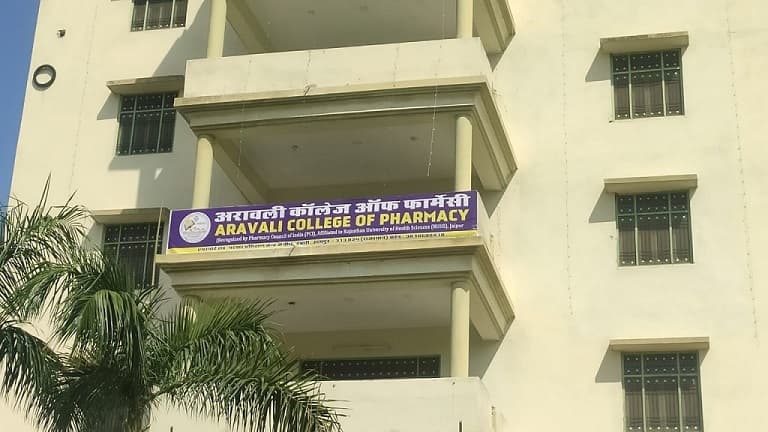 अरावली कॉलेज ऑफ फार्मेसी
ARAVALI COLLEGE OF PHARMACY
(Recognized by Pharmacy Council of India (PCI), Affiliated to Rajasthan University of Health Sciences (RUHS), Jaipur